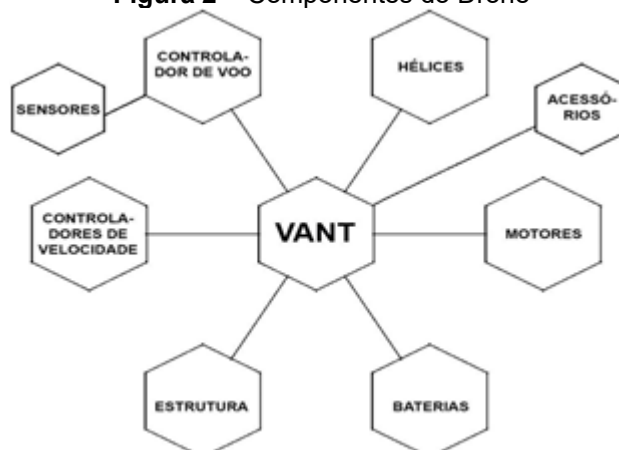 Figura 2 – Componentes do Drone
CONTROLA-
DOR DE VOO
HÉLICES
SENSORES
ACESSÓ-
RIOS
CONTROLA-
DORES DE
VELOCIDADE
VANT
MOTORES
ESTRUTURA
BATERIAS